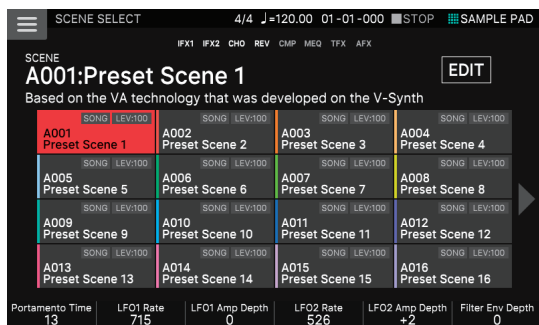 SCENE SELECT 4/4 ♩=120.00 01-01-000 STOP SAMPLE PAD
IFX1 IFX2 CHO REV CMP MEQ TFX AFX
SCENE
A001:Preset Scene 1
EDIT
Based on the VA technology that was developed on the V-Synth
SONG LEV:100 SONG LEV:100 SONG LEV:100 SONG LEV:100
A001 A002 A003 A004
Preset Scene 1 Preset Scene 2 Preset Scene 3 Preset Scene 4
SONG LEV:100 SONG LEV:100 SONG LEV:100 SONG LEV:100
A005 A006 A007 A008
Preset Scene 5 Preset Scene 6 Preset Scene 7 Preset Scene 8
SONG LEV:100 SONG LEV:100 SONG LEV:100 SONG LEV:100
A009 A010 A011 A012
Preset Scene 9 Preset Scene 10 Preset Scene 11 Preset Scene 12
SONG LEV:100 SONG LEV:100 SONG LEV:100 SONG LEV:100
A013 A014 A015 A016
Preset Scene 13 Preset Scene 14 Preset Scene 15 Preset Scene 16
Portamento Time LFO1 Rate LFO1 Amp Depth LFO2 Rate LFO2 Amp Depth Filter Env Depth
13 715 0 526 +2 0